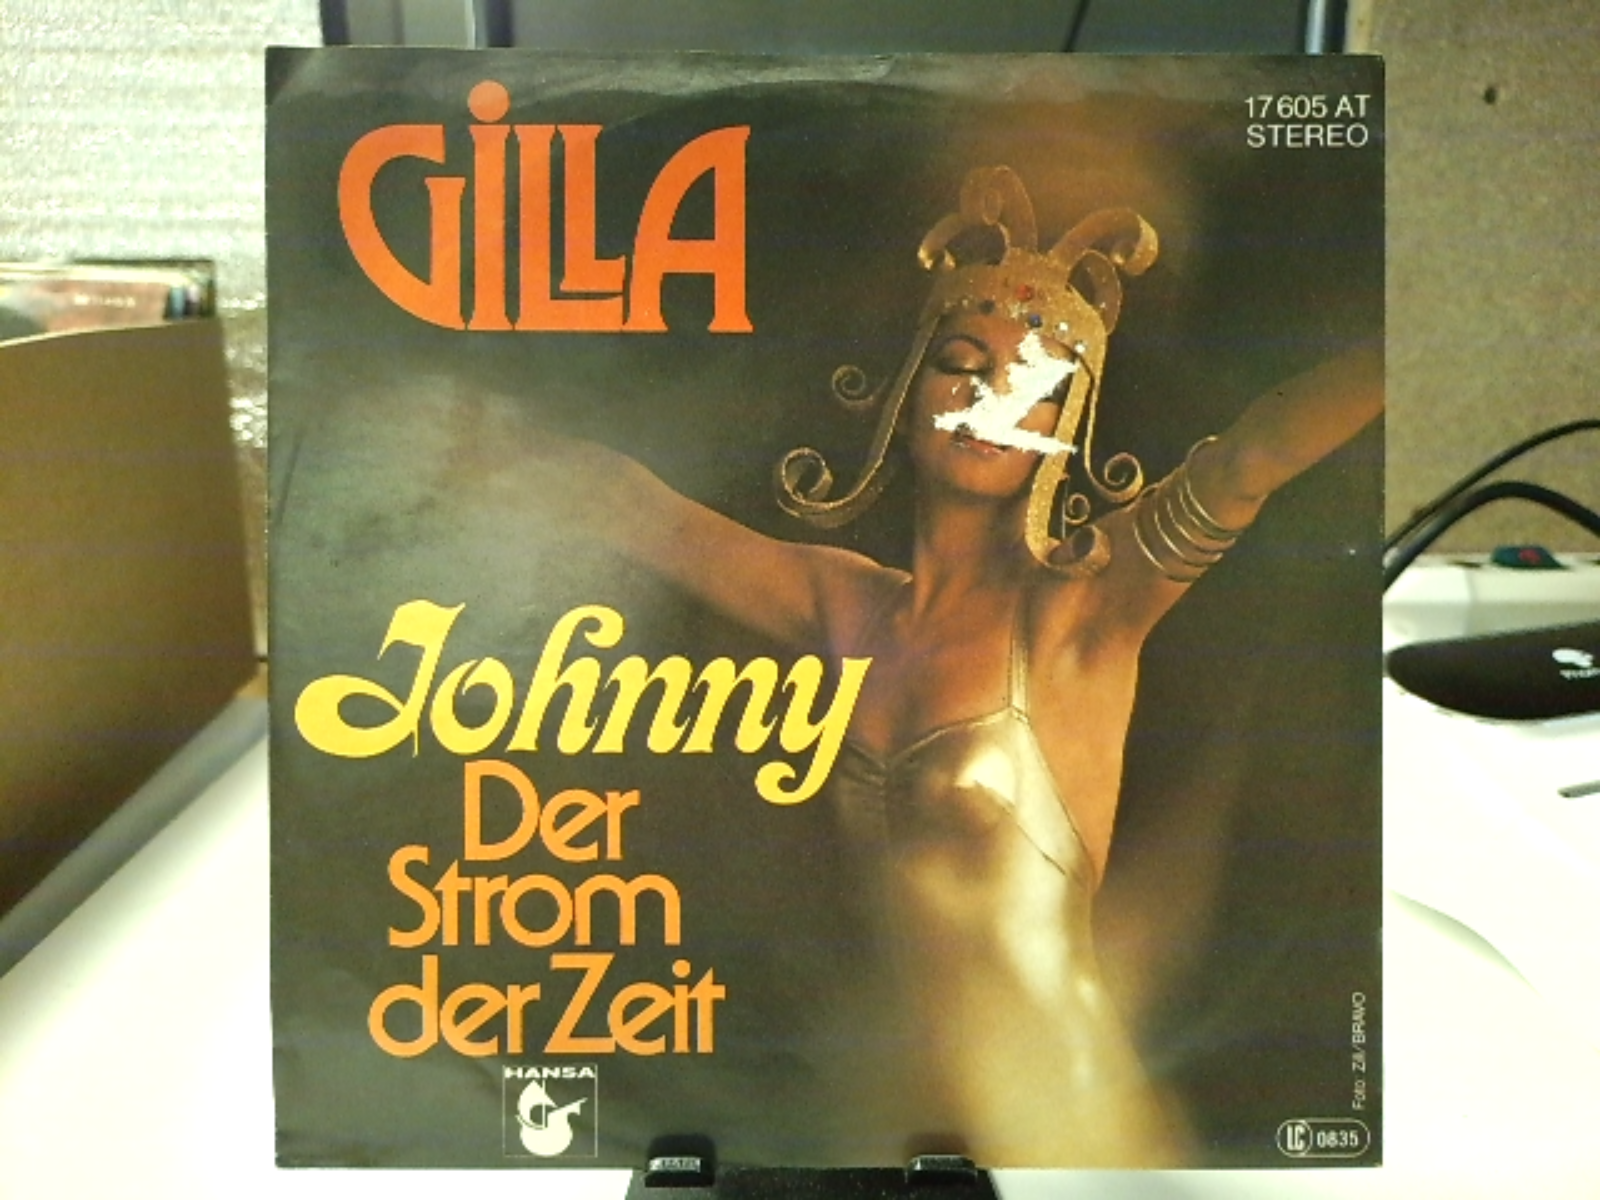 GiLLA
17 605 AT
STEREO
Johnny
Der
Strom
der Zeit
HANSA
Foto: Zill/BRAVO
LC 0835